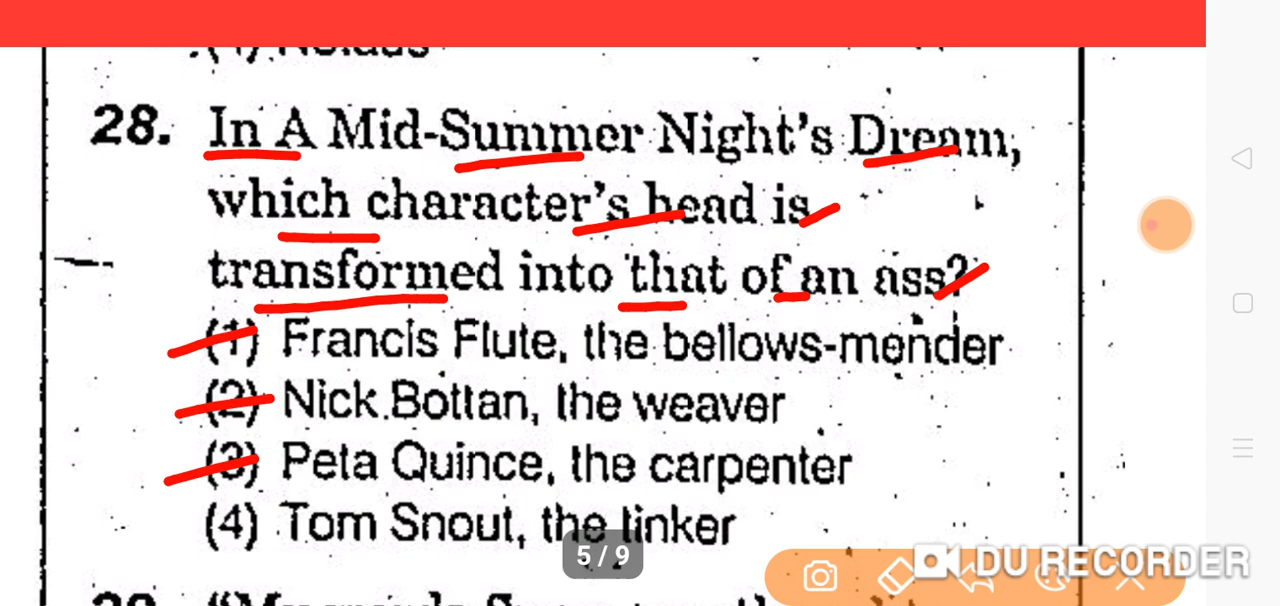 28. In A Mid-Summer Night's Dream,
which character's head is
transformed into that of an ass?
(1) Francis Flute, the bellows-mender
(2) Nick Bottan, the weaver
(3) Peta Quince, the carpenter
(4) Tom Snout, the tinker
5 / 9
DU RECORDER